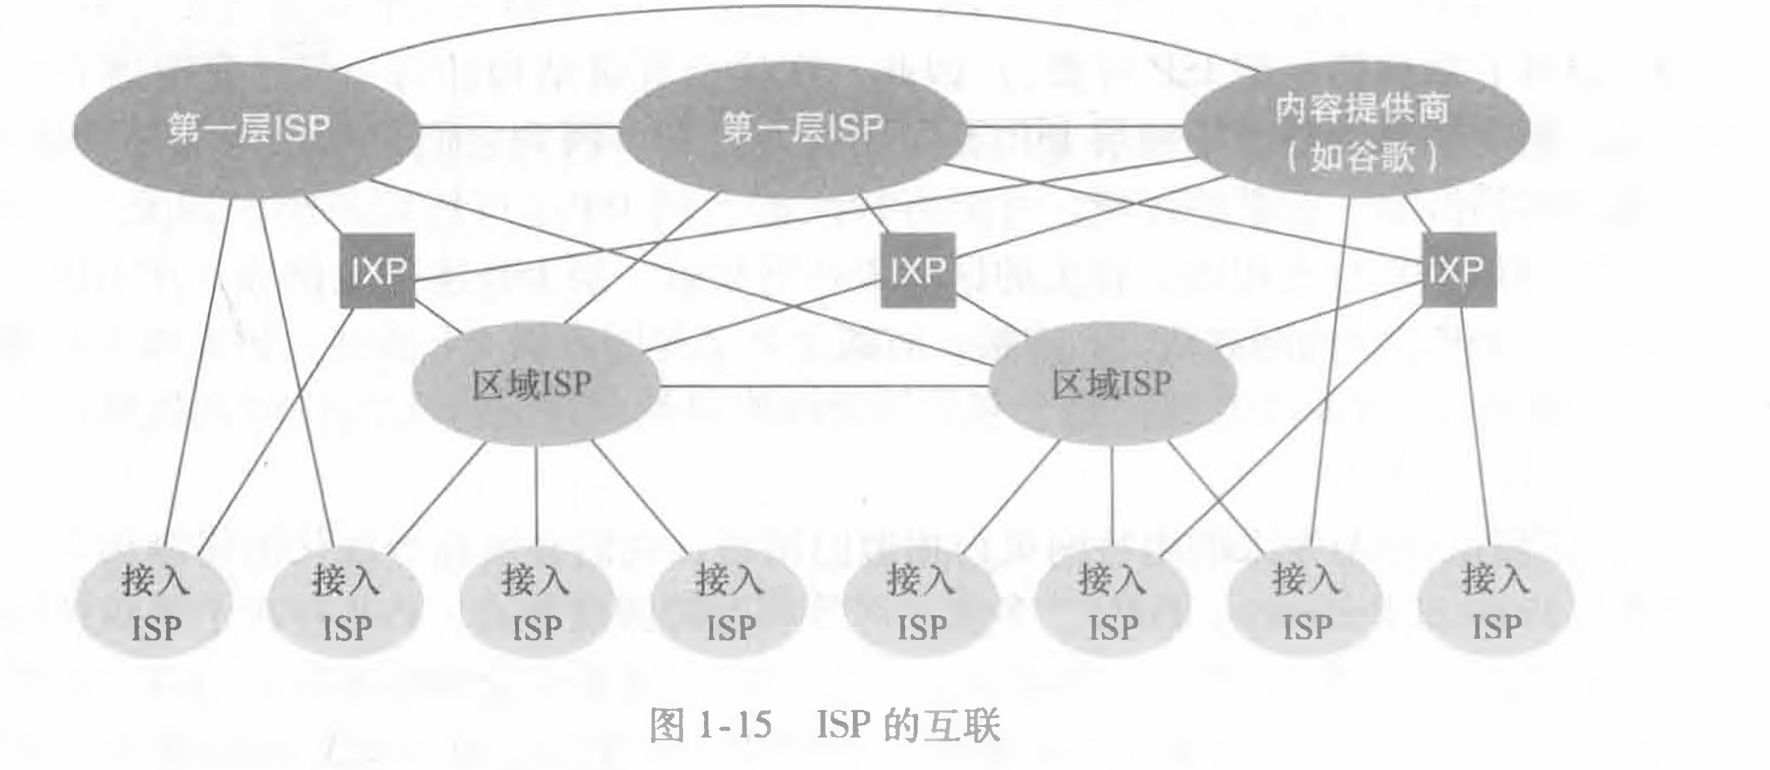 第一层ISP
第一层ISP
内容提供商
（如谷歌）
IXP
IXP
IXP
区域ISP
区域ISP
接入
ISP
接入
ISP
接入
ISP
接入
ISP
接入
ISP
接入
ISP
接入
ISP
接入
ISP
图 1-15 ISP 的互联